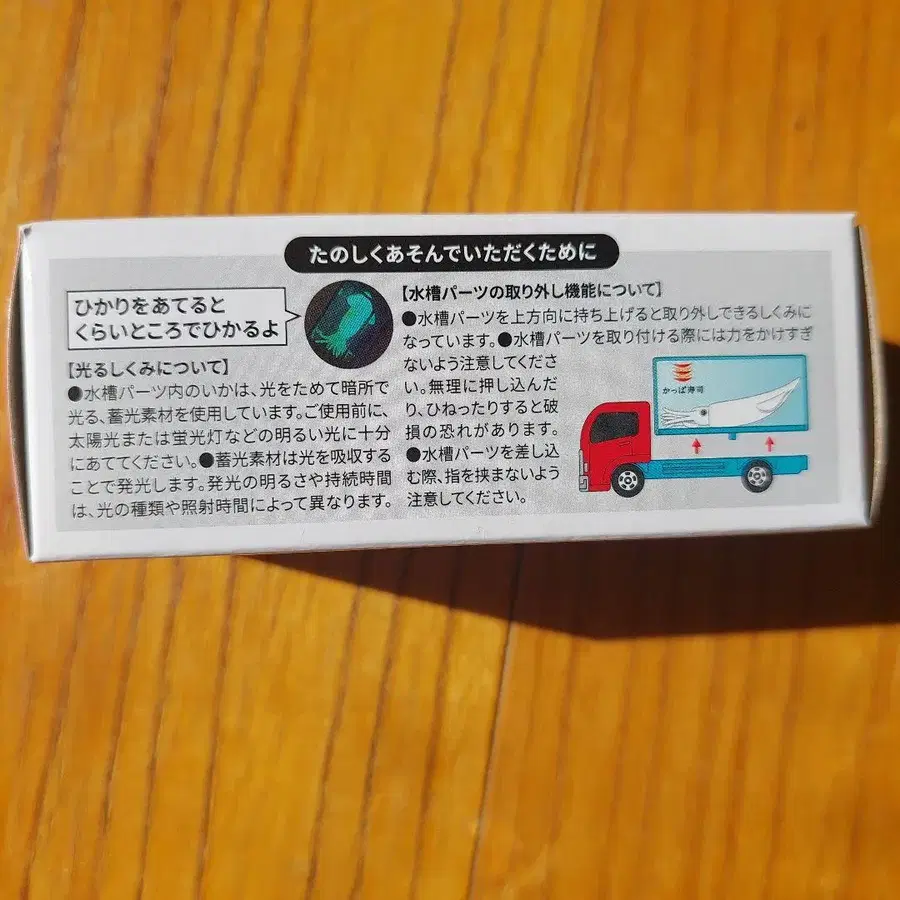 たのしくあそんでいただくために
ひかりをあてると
くらいところでひかるよ
【光るしくみについて】
●水槽パーツ内のいかは、光をためて暗所で
光る、蓄光素材を使用しています。ご使用前に、
太陽光または蛍光灯などの明るい光に十分
にあててください。●蓄光素材は光を吸収する
ことで発光します。発光の明るさや持続時間
は、光の種類や照射時間によって異なります。
【水槽パーツの取り外し機能について】
●水槽パーツを上方向に持ち上げると取り外しできるしくみに
なっています。●水槽パーツを取り付ける際には力をかけすぎ
ないよう注意してくださ
い。無理に押し込んだ
り、ひねったりすると破
損の恐れがあります。
●水槽パーツを差し込
む際、指を挟まないよう
注意してください。
かっぱ寿司